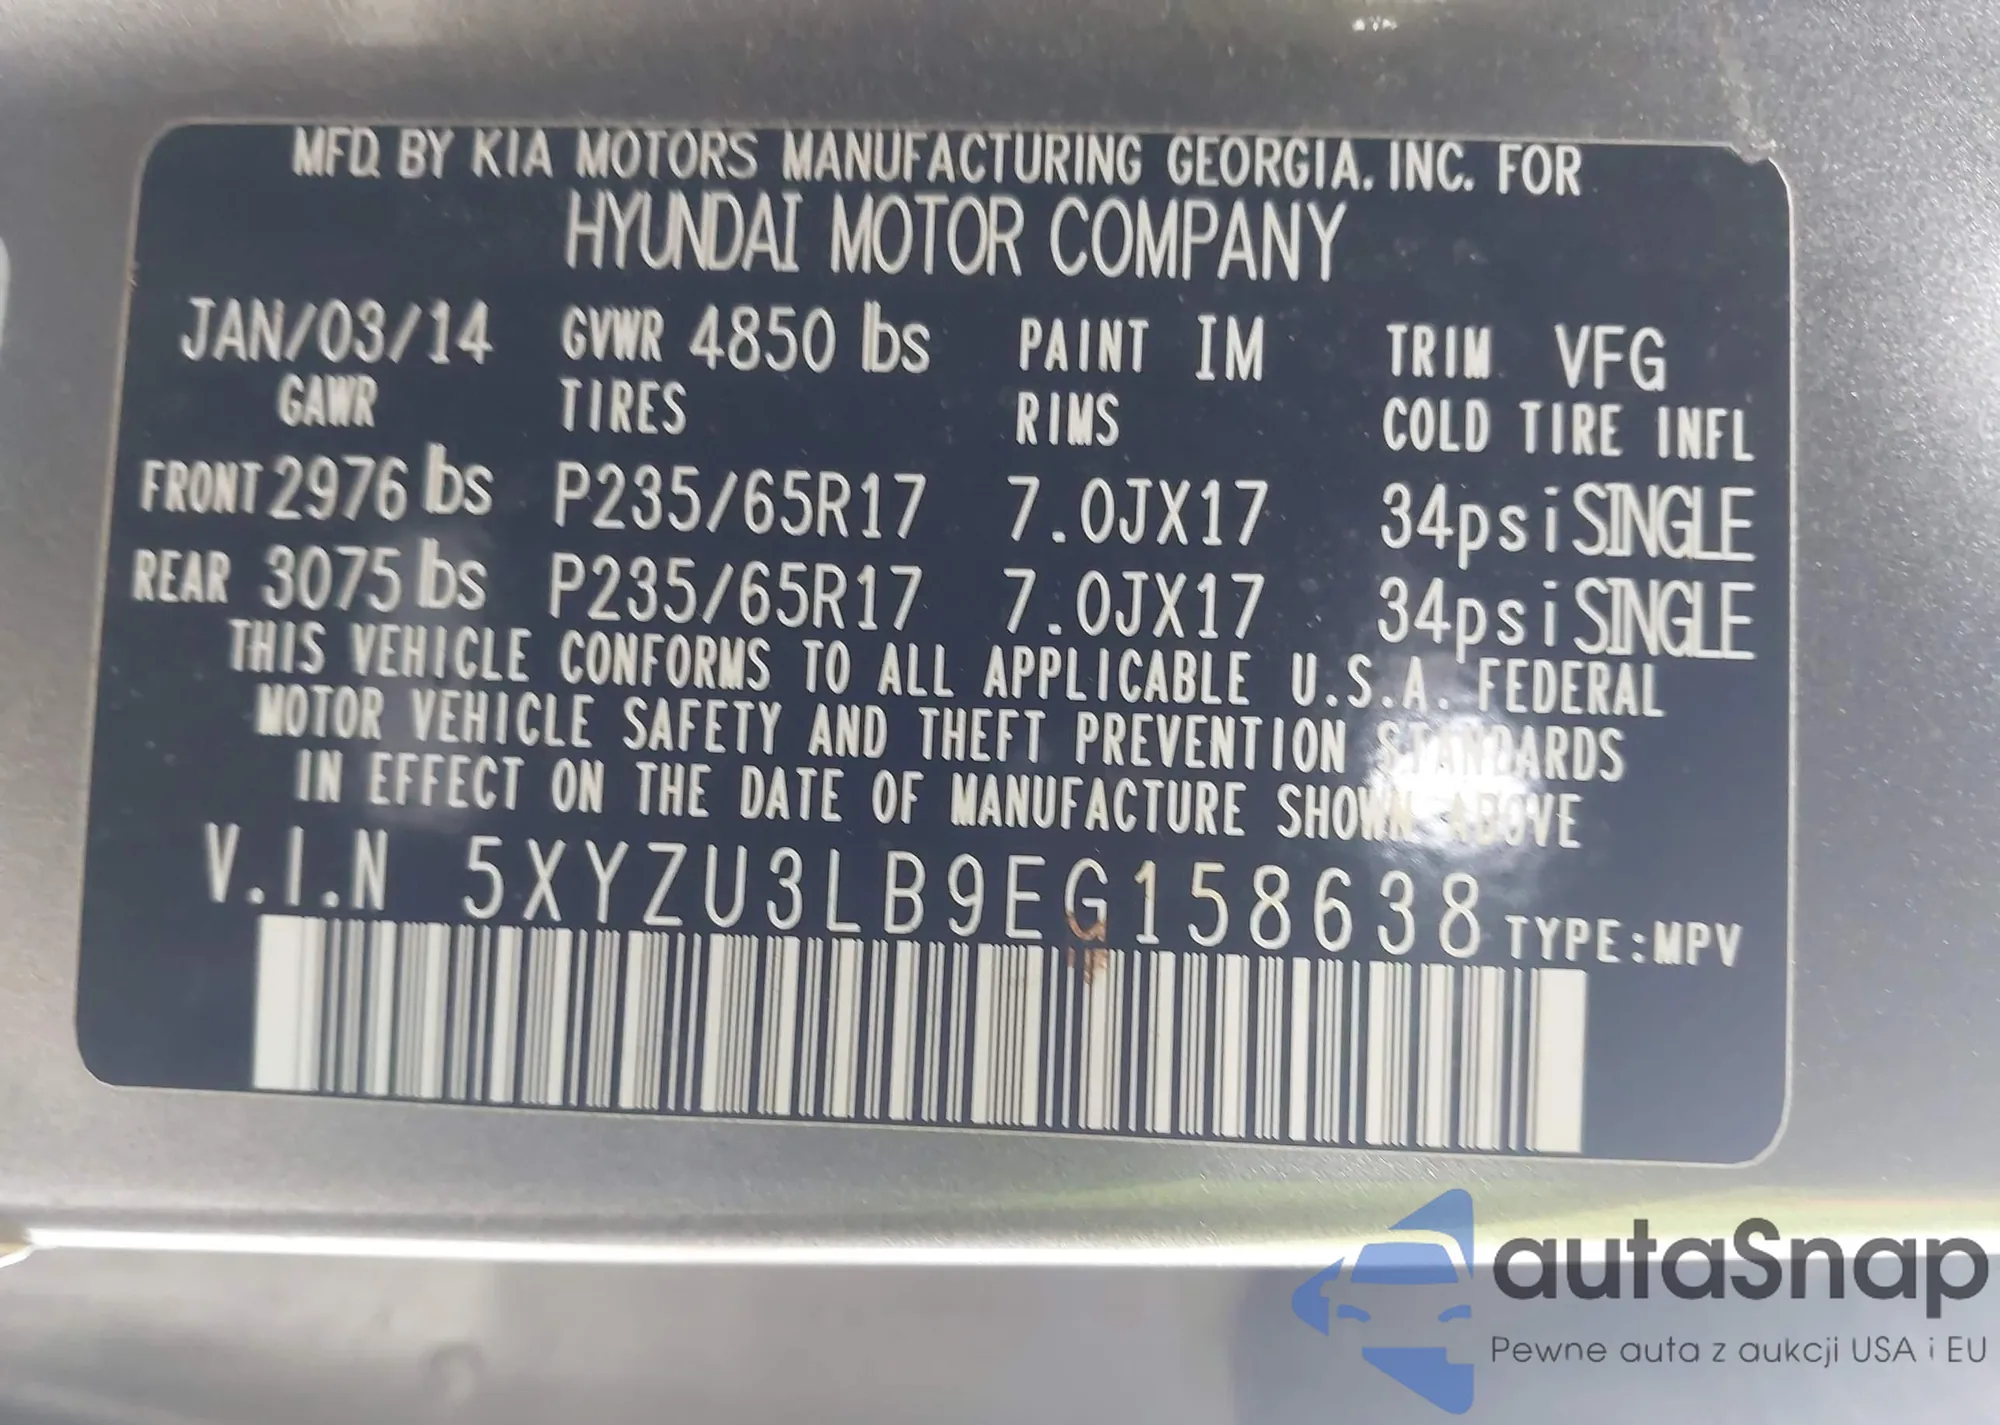 MFD. BY KIA MOTORS MANUFACTURING GEORGIA. INC. FOR
HYUNDAI MOTOR COMPANY
JAN/03/14 GVWR 4850 lbs PAINT IM TRIM VFG
GAWR TIRES RIMS COLD TIRE INFL
FRONT 2976 lbs P235/65R17 7.0JX17 34psi SINGLE
REAR 3075 lbs P235/65R17 7.0JX17 34psi SINGLE
THIS VEHICLE CONFORMS TO ALL APPLICABLE U.S.A. FEDERAL
MOTOR VEHICLE SAFETY AND THEFT PREVENTION STANDARDS
IN EFFECT ON THE DATE OF MANUFACTURE SHOWN ABOVE
V.I.N 5XYZU3LB9EG158638 TYPE:MPV
autaSnap
Pewne auta z aukcji USA i EU